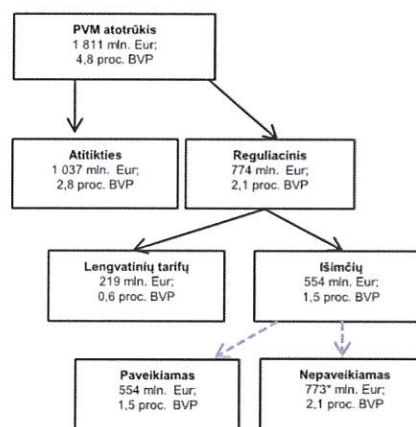 PVM atotrūkis
1 811 mln. Eur;
4,8 proc. BVP
Atitikties
1 037 mln. Eur;
2,8 proc. BVP
Reguliacinis
774 mln. Eur;
2,1 proc. BVP
Lengvatinių tarifų
219 mln. Eur;
0,6 proc. BVP
Išimčių
554 mln. Eur;
1,5 proc. BVP
Paveikiamas
554 mln. Eur;
1,5 proc. BVP
Nepaveikiamas
773* mln. Eur;
2,1 proc. BVP